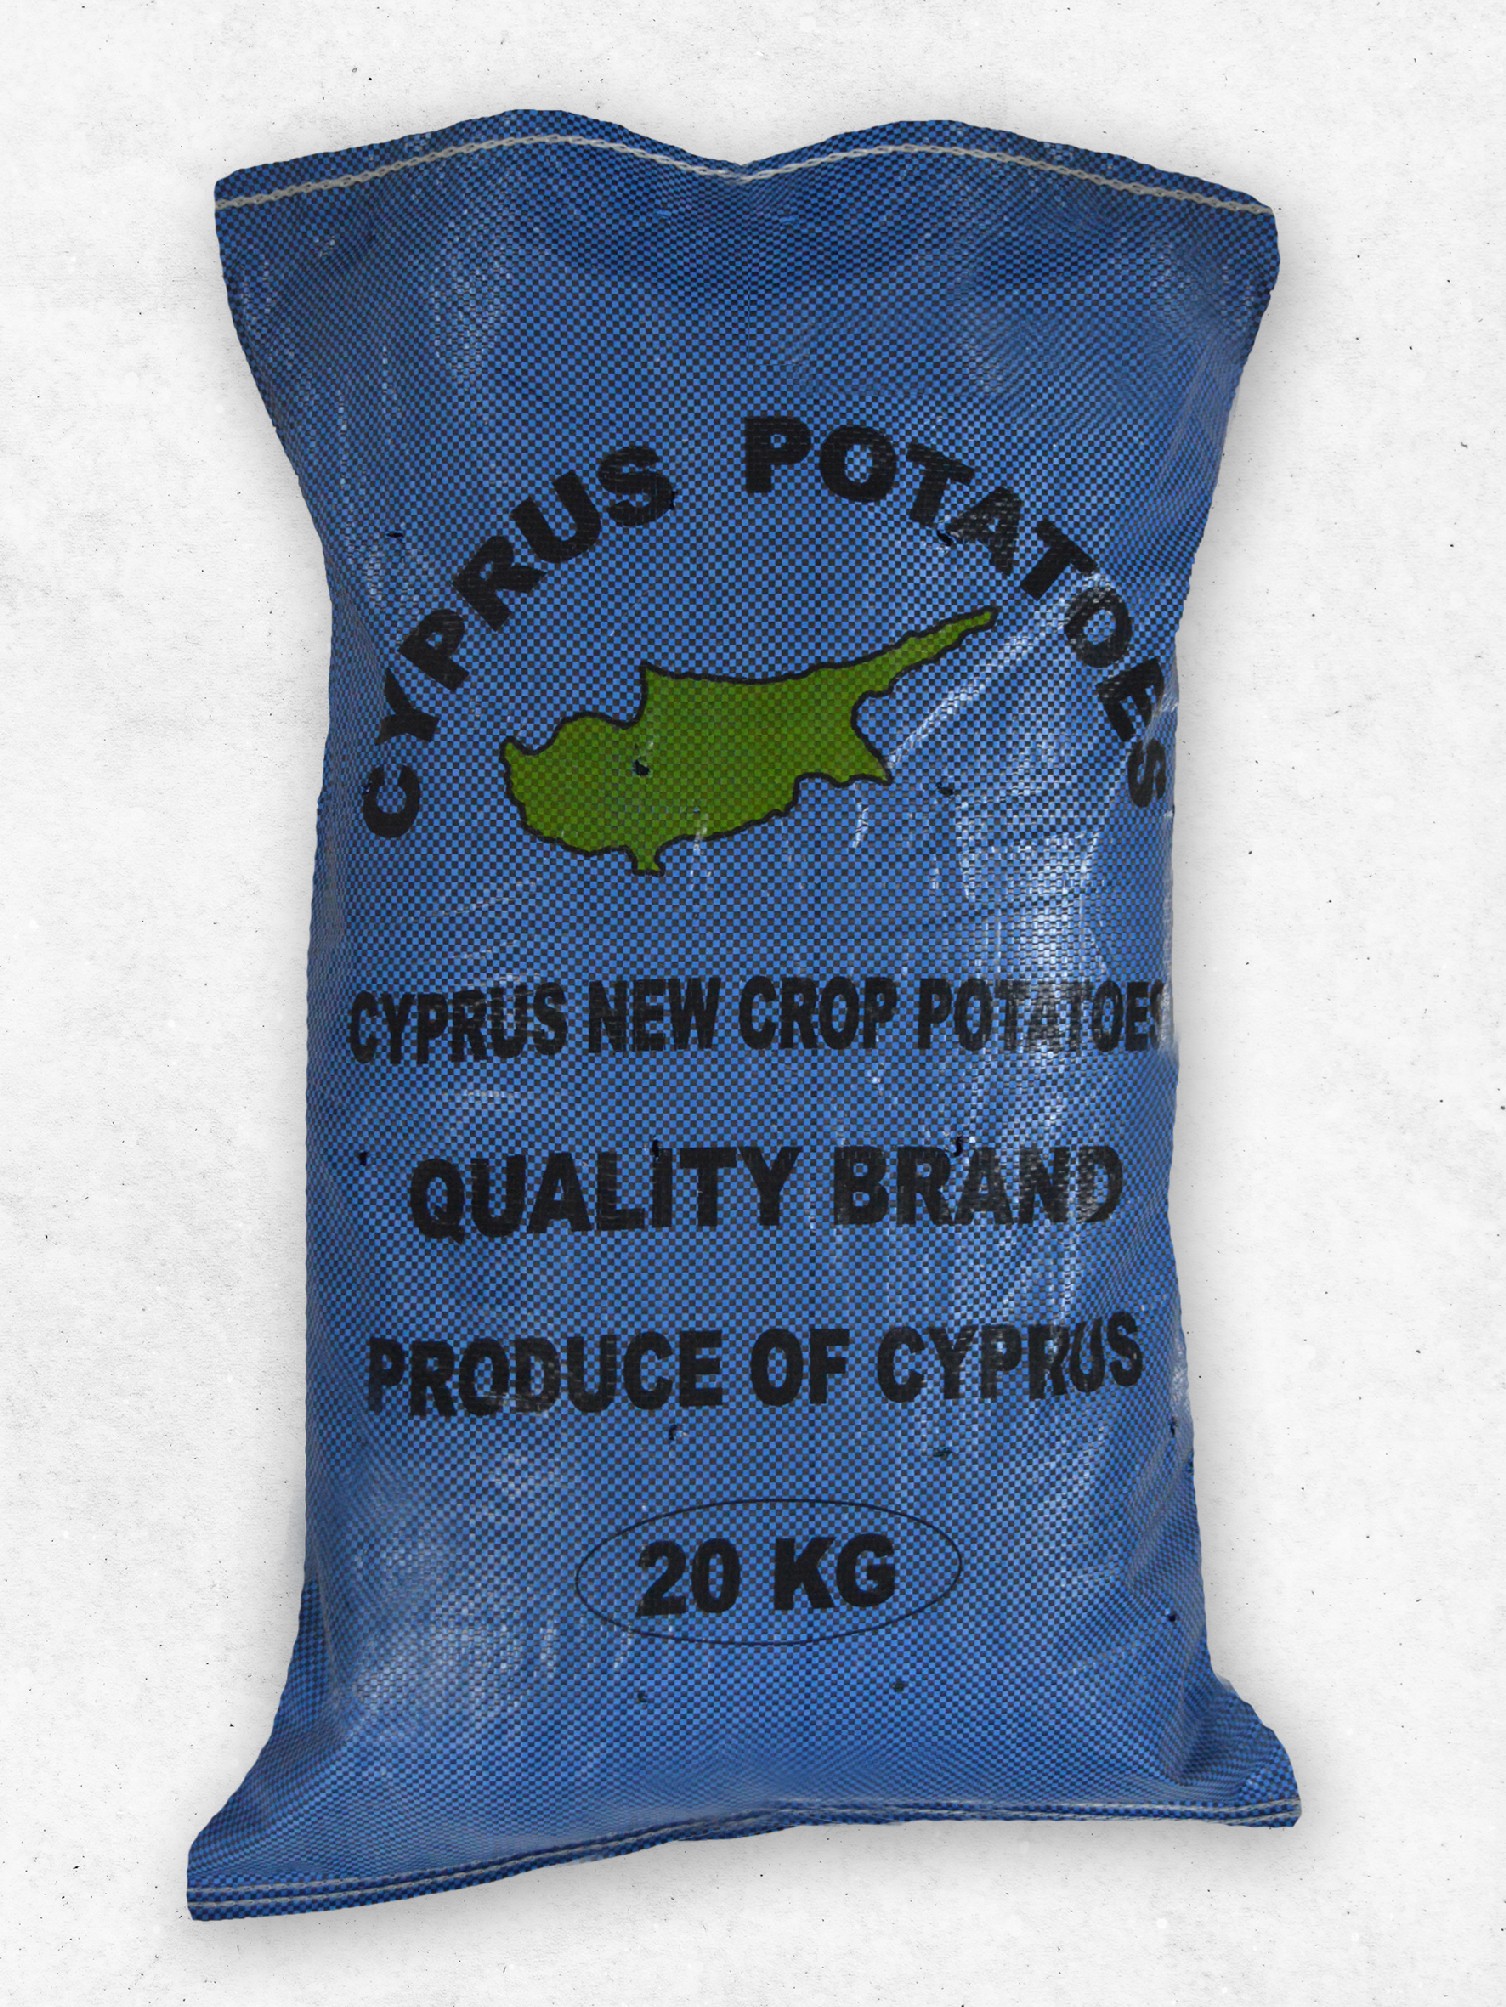 CYPRUS POTATOES
CYPRUS NEW CROP POTATOES
QUALITY BRAND
PRODUCE OF CYPRUS
20 KG